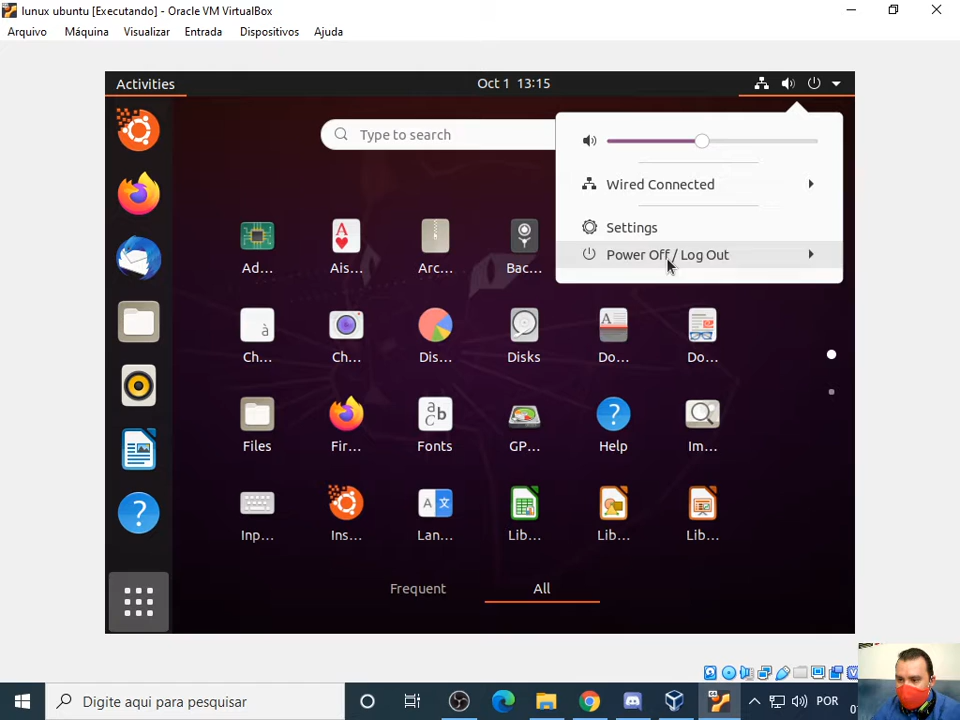 lunux ubuntu [Executando] - Oracle VM VirtualBox
Arquivo Máquina Visualizar Entrada Dispositivos Ajuda
Activities Oct 1 13:15
Type to search
Wired Connected
Settings
Power Off / Log Out
Ad... Ais... Arc... Bac...
Ch... Ch... Dis... Disks Do... Do...
Files Fir... Fonts GP... Help Im...
Inp... Ins... Lan... Lib... Lib... Lib...
Frequent All
Digite aqui para pesquisar POR